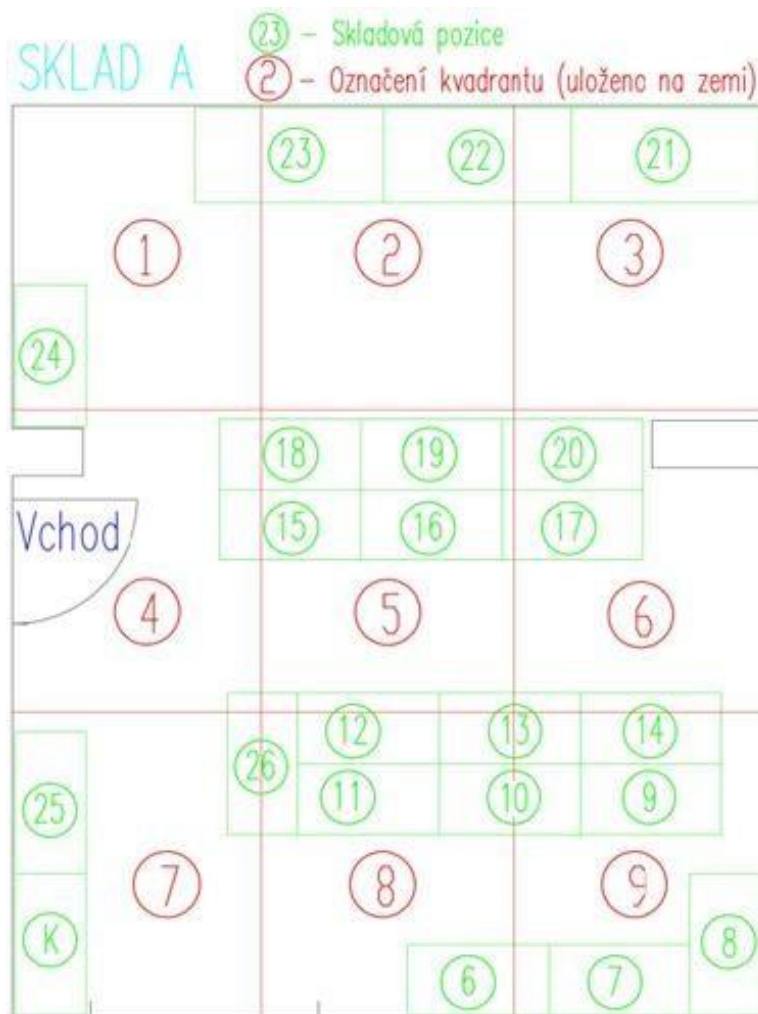 SKLAD A
23 – Skladová pozice
2 – Označení kvadrantu (uloženo na zemi)
23 22 21
1 2 3
24
18 19 20
15 16 17
Vchod
4 5 6
12 13 14
26
11 10 9
25
7 8 9
K 8
6 7